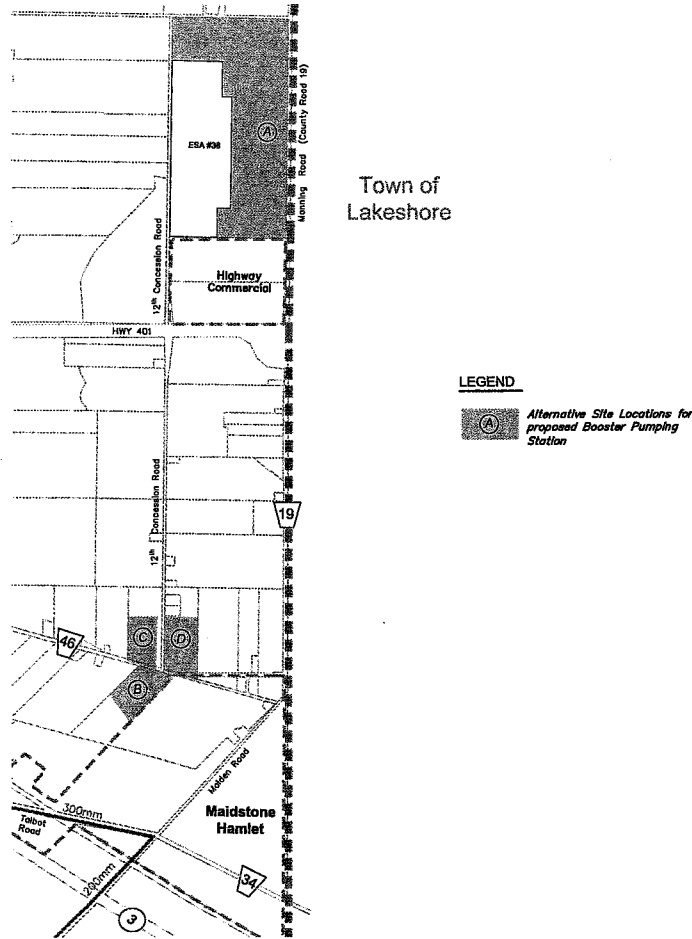 Manning Road (County Road 19)
A
ESA #36
Town of
Lakeshore
12th Concession Road
Highway
Commercial
HWY 401
LEGEND
A
Alternative Site Locations for
proposed Booster Pumping
Station
12th Concession Road
19
46
C
D
B
Malden Road
300mm
Talbot
Road
Maidstone
Hamlet
200mm
34
3